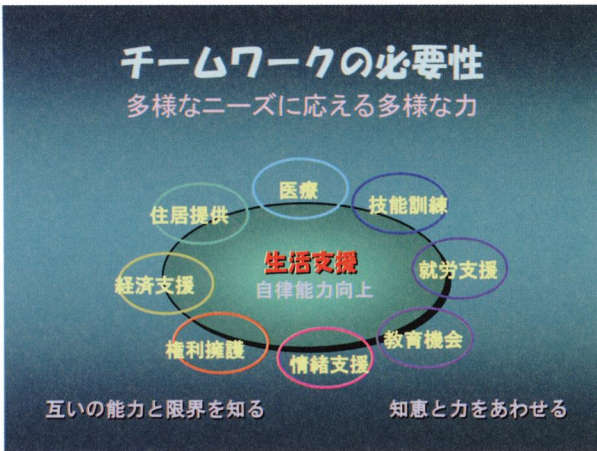 チームワークの必要性
多様なニーズに応える多様な力
医療
住居提供
技能訓練
生活支援
自律能力向上
経済支援
就労支援
権利擁護
教育機会
情緒支援
互いの能力と限界を知る
知恵と力をあわせる